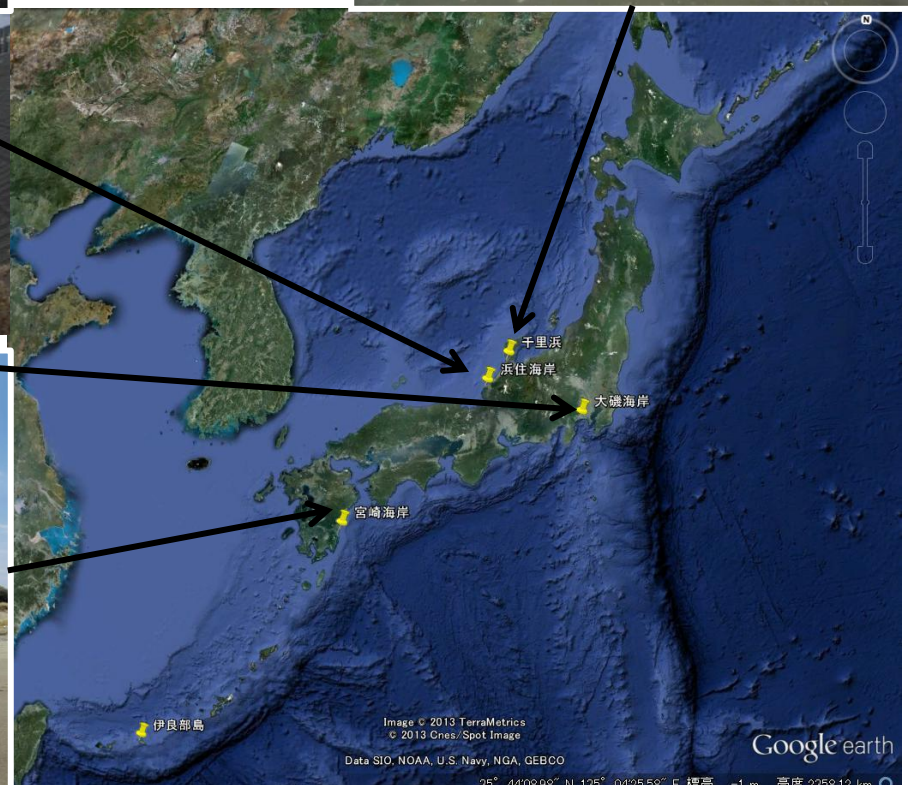 N
千里浜
浜住海岸
大磯海岸
宮崎海岸
伊良部島
Image © 2013 TerraMetrics
© 2013 Cnes/Spot Image
Data SIO, NOAA, U.S. Navy, NGA, GEBCO
Google earth